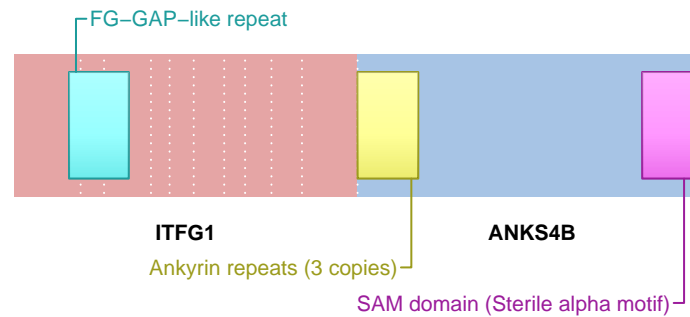 FG−GAP−like repeat
ITFG1
ANKS4B
Ankyrin repeats (3 copies)
SAM domain (Sterile alpha motif)